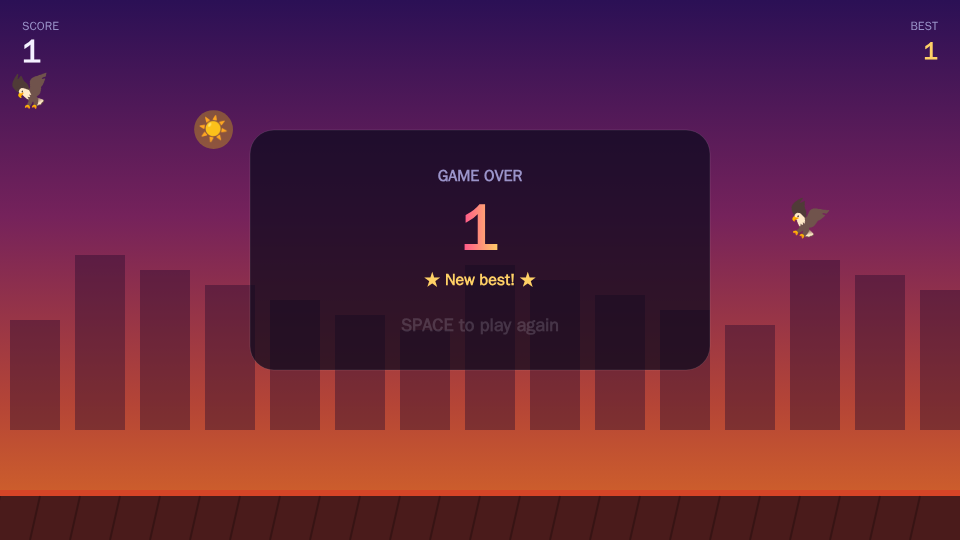 SCORE
1
BEST
1
GAME OVER
1
★ New best! ★
SPACE to play again